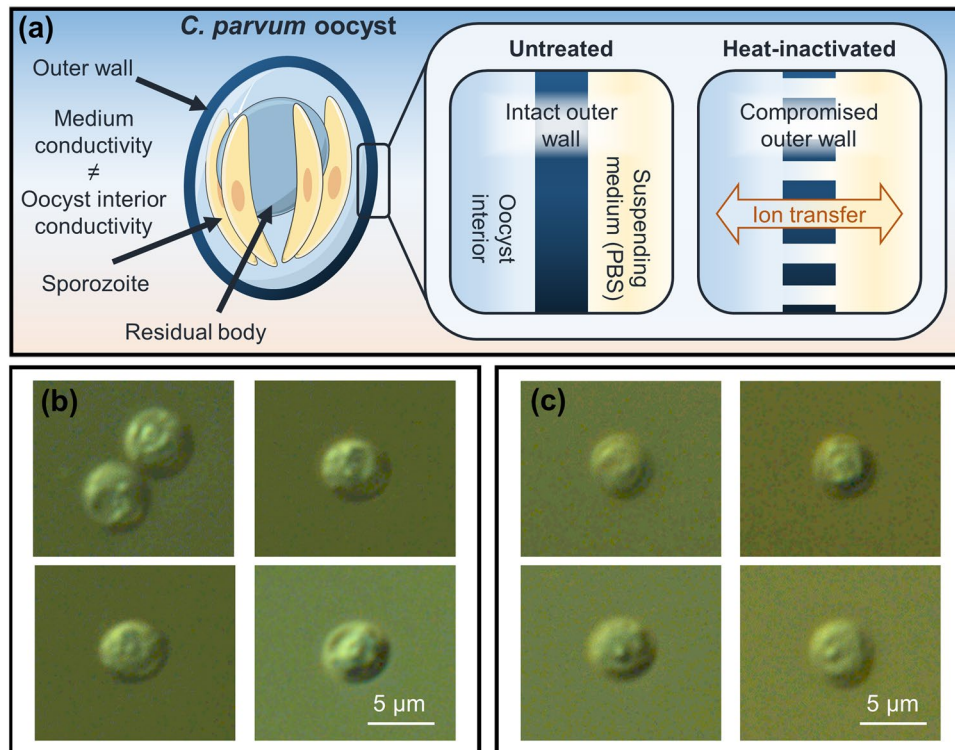 (a)
C. parvum oocyst
Outer wall
Medium
conductivity
≠
Oocyst interior
conductivity
Sporozoite
Residual body
Untreated
Intact outer
wall
Oocyst
interior
Suspending
medium (PBS)
Heat-inactivated
Compromised
outer wall
Ion transfer
(b)
5 μm
(c)
5 μm